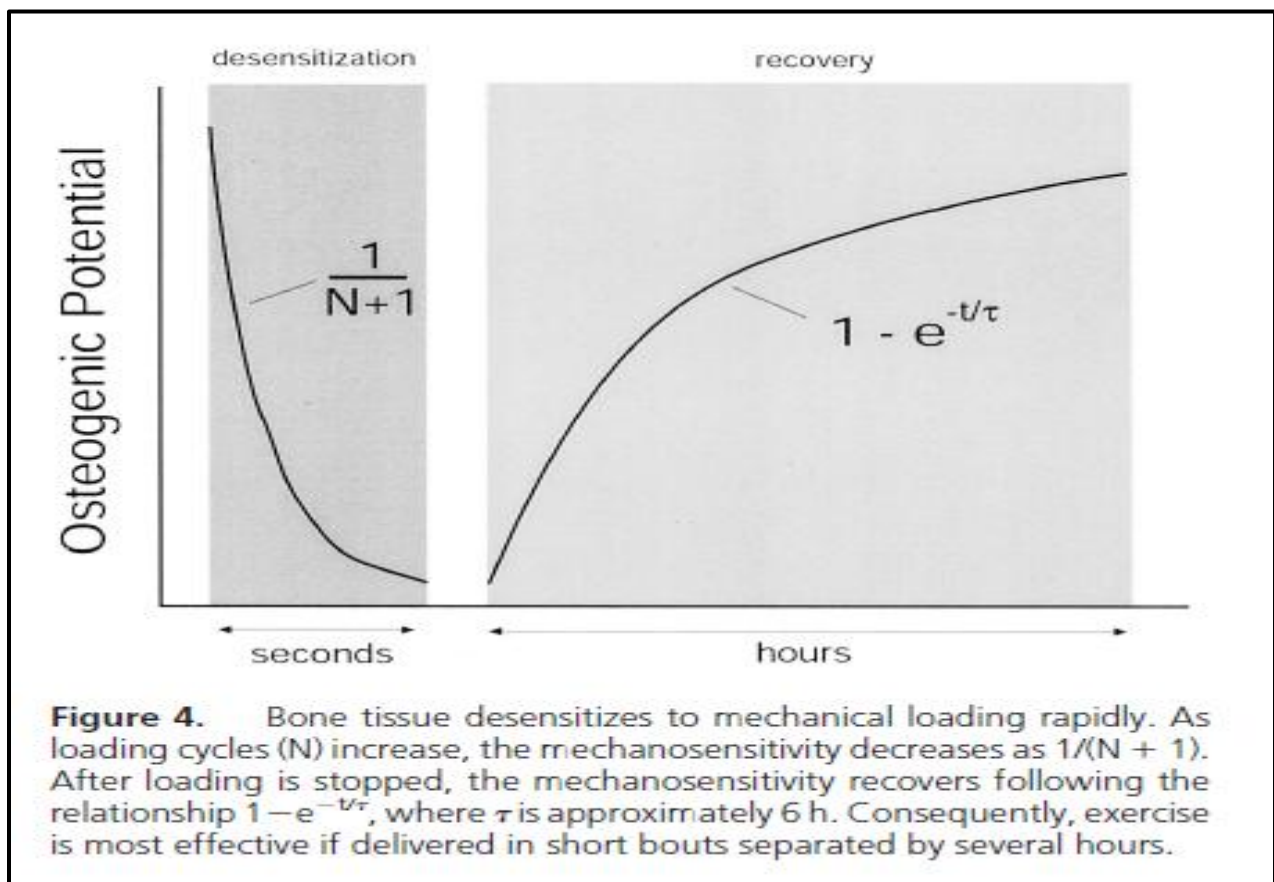 desensitization
recovery
Osteogenic Potential
1
N+1
1 - e^-t/τ
seconds
hours
Figure 4. Bone tissue desensitizes to mechanical loading rapidly. As
loading cycles (N) increase, the mechanosensitivity decreases as 1/(N + 1).
After loading is stopped, the mechanosensitivity recovers following the
relationship 1−e^−t/τ, where τ is approximately 6 h. Consequently, exercise
is most effective if delivered in short bouts separated by several hours.